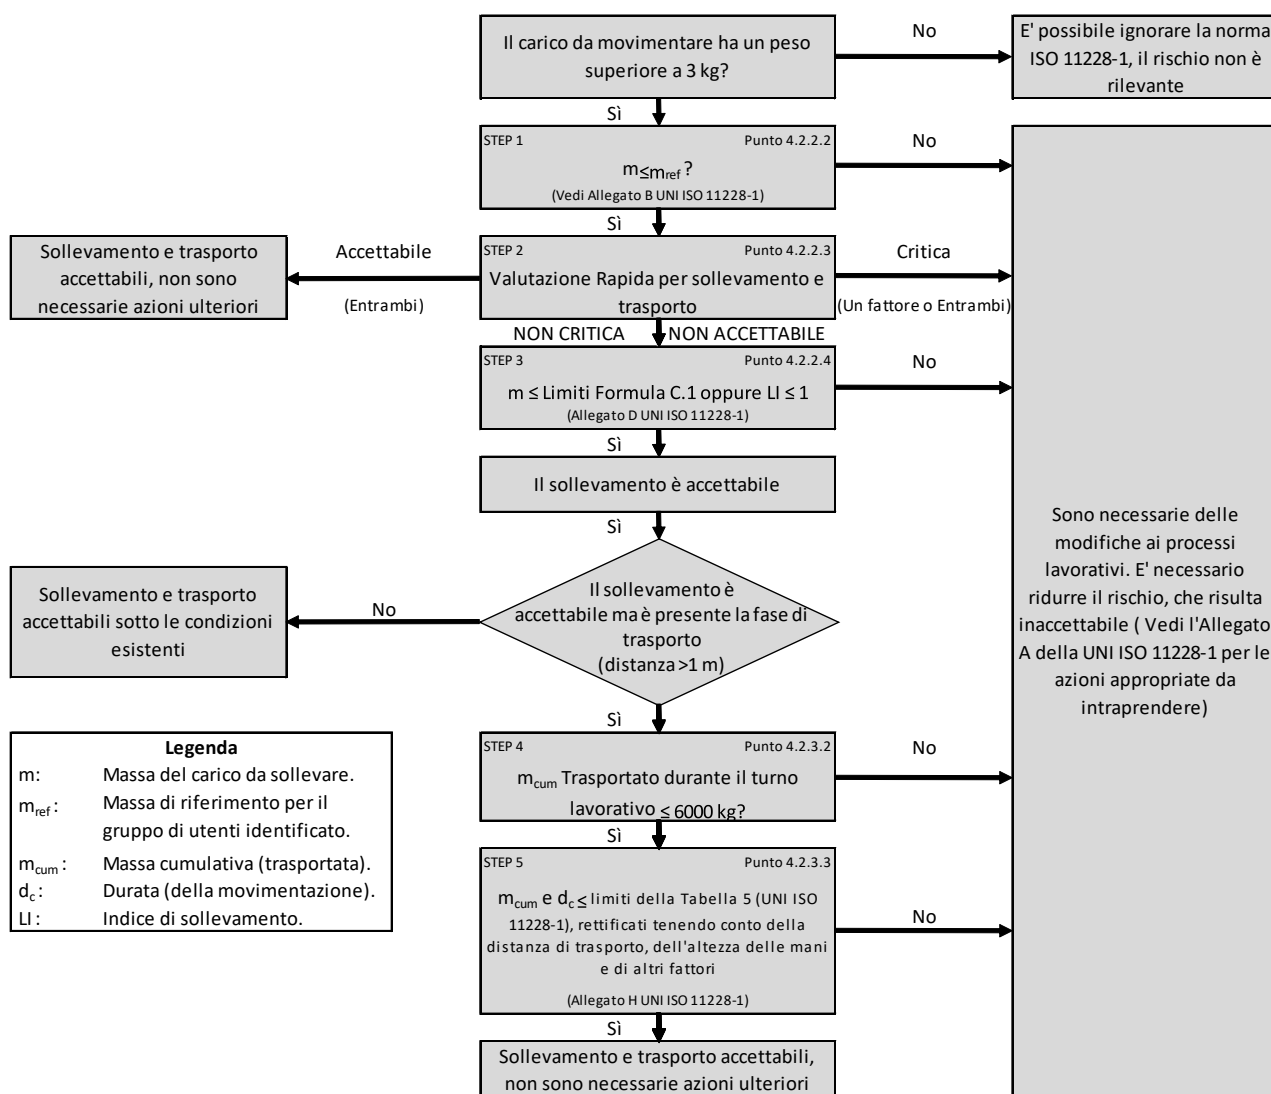 Il carico da movimentare ha un peso
superiore a 3 kg?
No
E' possibile ignorare la norma
ISO 11228-1, il rischio non è
rilevante
Sì
STEP 1
Punto 4.2.2.2
m≤mref ?
(Vedi Allegato B UNI ISO 11228-1)
No
Sì
Sollevamento e trasporto
accettabili, non sono
necessarie azioni ulteriori
Accettabile
(Entrambi)
STEP 2
Punto 4.2.2.3
Valutazione Rapida per sollevamento e
trasporto
Critica
(Un fattore o Entrambi)
NON CRITICA
NON ACCETTABILE
STEP 3
Punto 4.2.2.4
m ≤ Limiti Formula C.1 oppure LI ≤ 1
(Allegato D UNI ISO 11228-1)
No
Sì
Il sollevamento è accettabile
Sì
Il sollevamento è
accettabile ma è presente la fase di
trasporto
(distanza >1 m)
No
Sollevamento e trasporto
accettabili sotto le condizioni
esistenti
Sono necessarie delle
modifiche ai processi
lavorativi. E' necessario
ridurre il rischio, che risulta
inaccettabile ( Vedi l'Allegato
A della UNI ISO 11228-1 per le
azioni appropriate da
intraprendere)
Sì
STEP 4
Punto 4.2.3.2
mcum Trasportato durante il turno
lavorativo ≤ 6000 kg?
No
Sì
STEP 5
Punto 4.2.3.3
mcum e dc ≤ limiti della Tabella 5 (UNI ISO
11228-1), rettificati tenendo conto della
distanza di trasporto, dell'altezza delle mani
e di altri fattori
(Allegato H UNI ISO 11228-1)
No
Sì
Sollevamento e trasporto accettabili,
non sono necessarie azioni ulteriori
Legenda
m: Massa del carico da sollevare.
mref : Massa di riferimento per il
gruppo di utenti identificato.
mcum : Massa cumulativa (trasportata).
dc : Durata (della movimentazione).
LI : Indice di sollevamento.